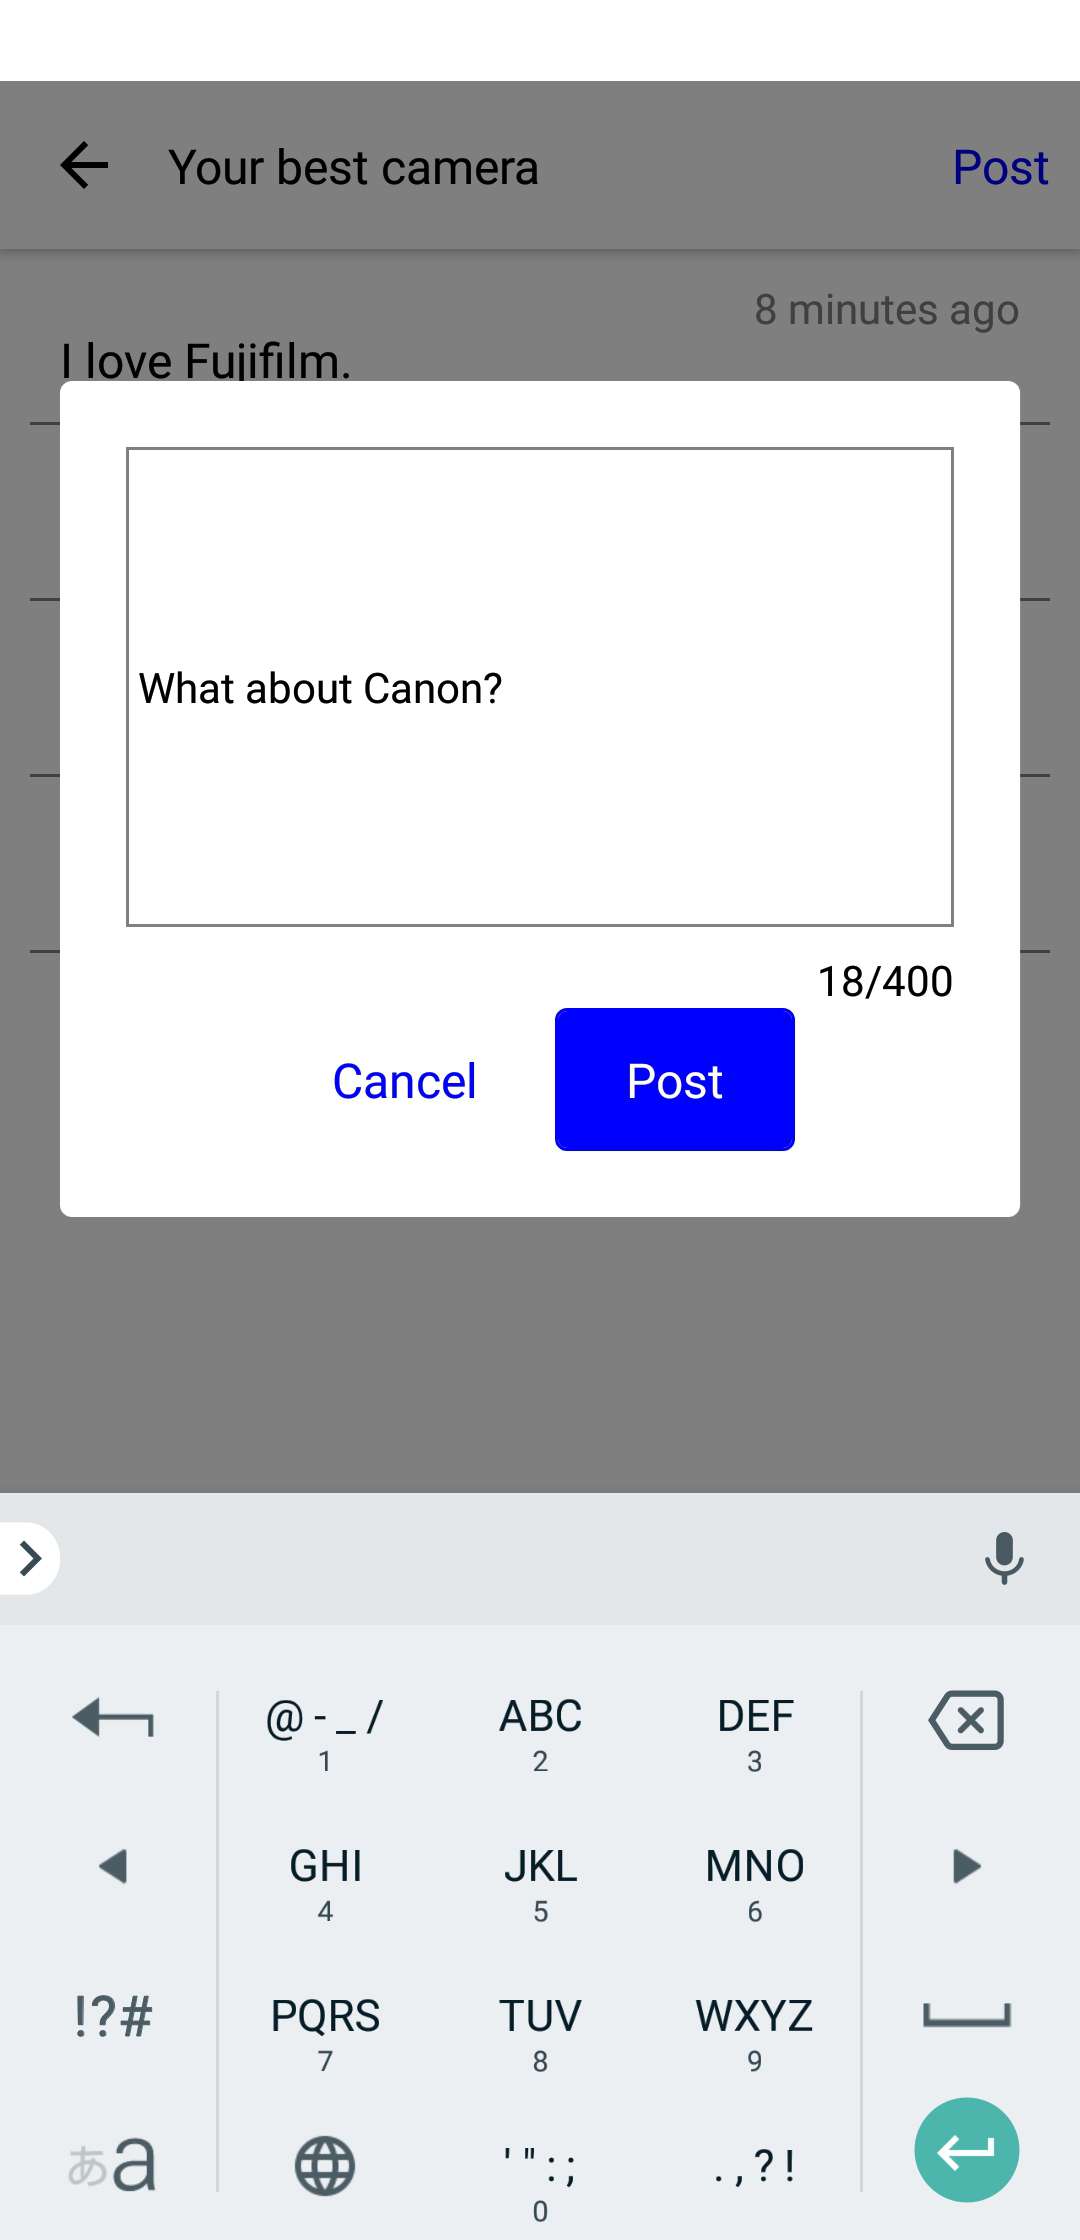 Your best camera Post
8 minutes ago
I love Fujifilm.
What about Canon?
18/400
Cancel Post
@ - _ / ABC DEF
1 2 3
GHI JKL MNO
4 5 6
!?# PQRS TUV WXYZ
7 8 9
あa ' " : ; . , ? !
0